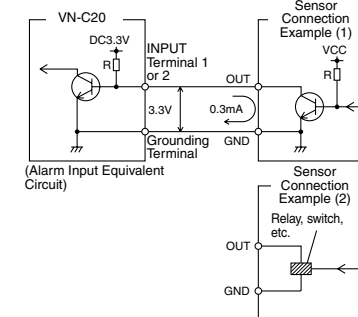 VN-C20
DC3.3V
R
INPUT
Terminal 1
or 2
3.3V
Grounding
Terminal
(Alarm Input Equivalent
Circuit)
Sensor
Connection
Example (1)
VCC
R
OUT
0.3mA
GND
Sensor
Connection
Example (2)
Relay, switch,
etc.
OUT
GND